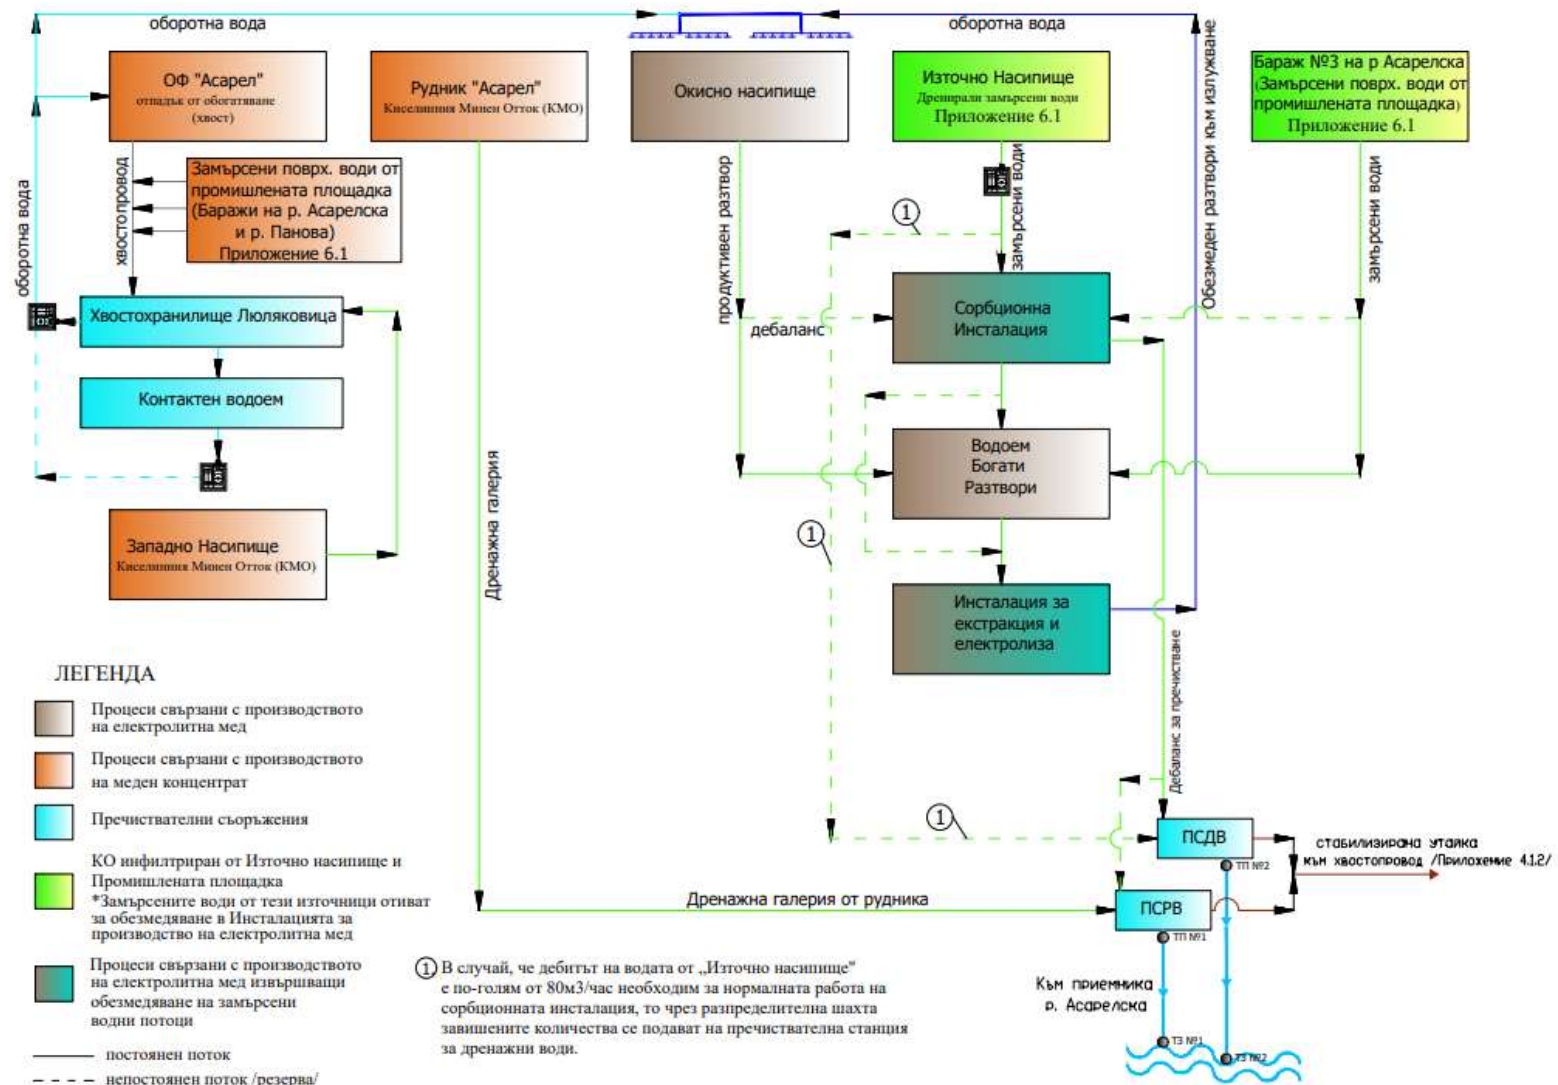 оборотна вода
оборотна вода
ОФ "Асарел"
отпадък от обогатяване
(хвост)
Рудник "Асарел"
Киселинния Минен Отток (КМО)
Окисно насипище
Източно Насипище
Дренирали замърсени води
Приложение 6.1
Бараж №3 на р Асарелска
(Замърсени поврх. води от
промишлената площадка)
Приложение 6.1
оборотна вода
хвостопровод
Замърсени поврх. води от
промишлената площадка
(Баражи на р. Асарелска
и р. Панова)
Приложение 6.1
продуктивен разтвор
замърсени води
Обезмеден разтвори към излужване
замърсени води
1
Хвостохранилище Люляковица
дебаланс
Сорбционна
Инсталация
Контактен водоем
Водоем
Богати
Разтвори
Дренажна галерия
1
Западно Насипище
Киселинния Минен Отток (КМО)
Инсталация за
екстракция и
електролиза
Дебаланс за пречистване
ЛЕГЕНДА
Процеси свързани с производството
на електролитна мед
Процеси свързани с производството
на меден концентрат
Пречиствателни съоръжения
КО инфилтриран от Източно насипище и
Промишлената площадка
*Замърсените води от тези източници отиват
за обезмедяване в Инсталацията за
производство на електролитна мед
Процеси свързани с производството
на електролитна мед извършващи
обезмедяване на замърсени
водни потоци
постоянен поток
непостоянен поток /резерва/
1
ПСДВ
ТП №2
стабилизирана утайка
към хвостопровод /Приложение 4.1.2/
Дренажна галерия от рудника
ПСРВ
ТП №1
1 В случай, че дебитът на водата от „Източно насипище"
е по-голям от 80м3/час необходим за нормалната работа на
сорбционната инсталация, то чрез разпределителна шахта
завишените количества се подават на пречиствателна станция
за дренажни води.
Към приемника
р. Асарелска
ТЗ №1
ТЗ №2